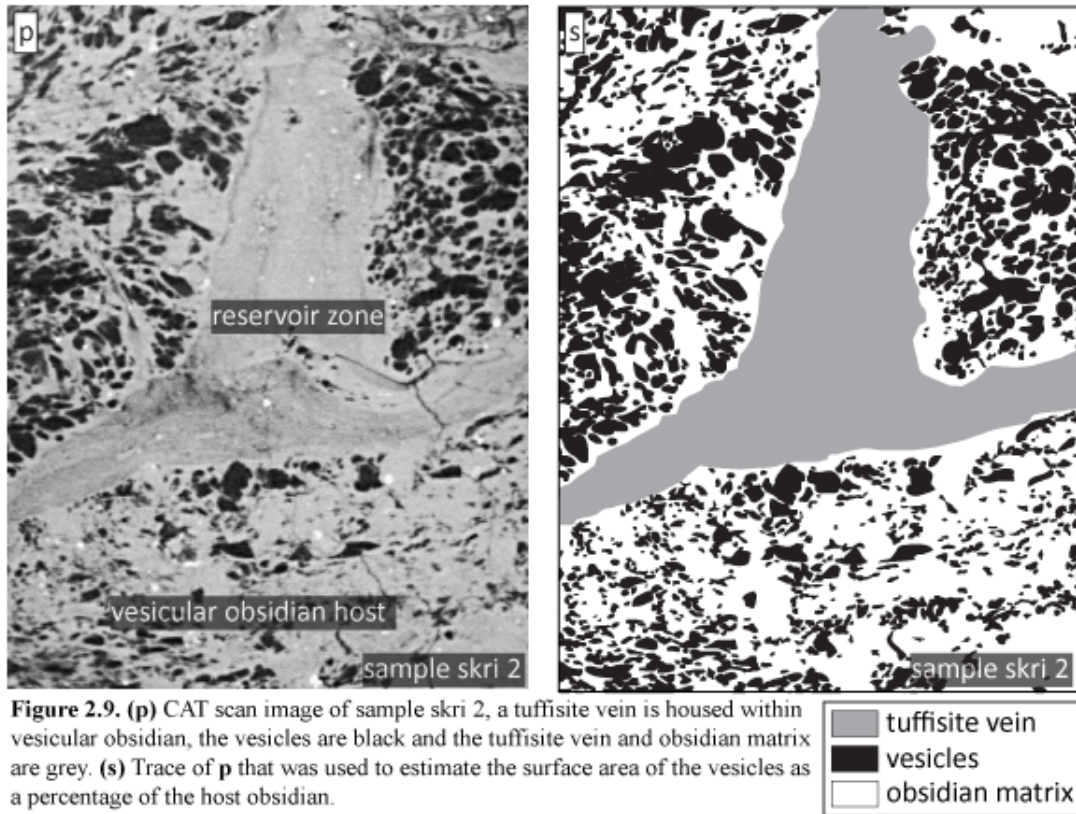 p
reservoir zone
vesicular obsidian host
sample skri 2
s
sample skri 2
Figure 2.9. (p) CAT scan image of sample skri 2, a tuffisite vein is housed within
vesicular obsidian, the vesicles are black and the tuffisite vein and obsidian matrix
are grey. (s) Trace of p that was used to estimate the surface area of the vesicles as
a percentage of the host obsidian.
tuffisite vein
vesicles
obsidian matrix